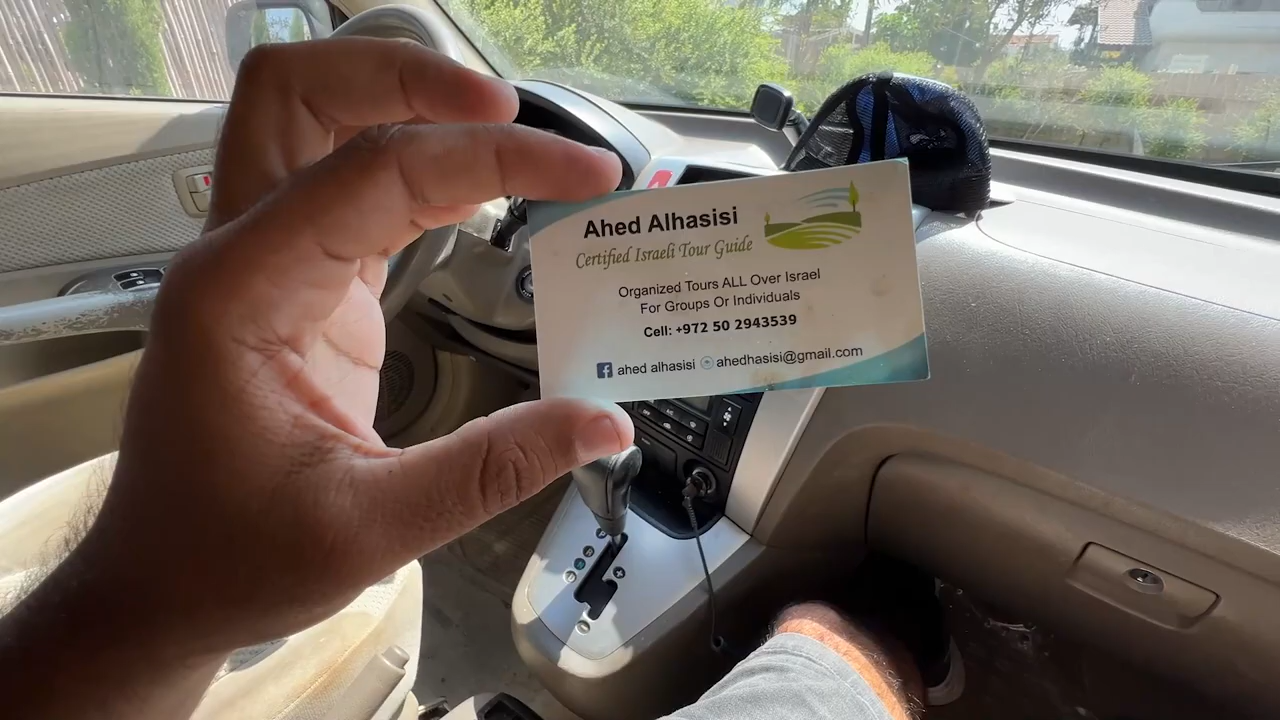 Ahed Alhasisi
Certified Israeli Tour Guide
Organized Tours ALL Over Israel
For Groups Or Individuals
Cell: +972 50 2943539
ahed alhasisi ahedhasisi@gmail.com